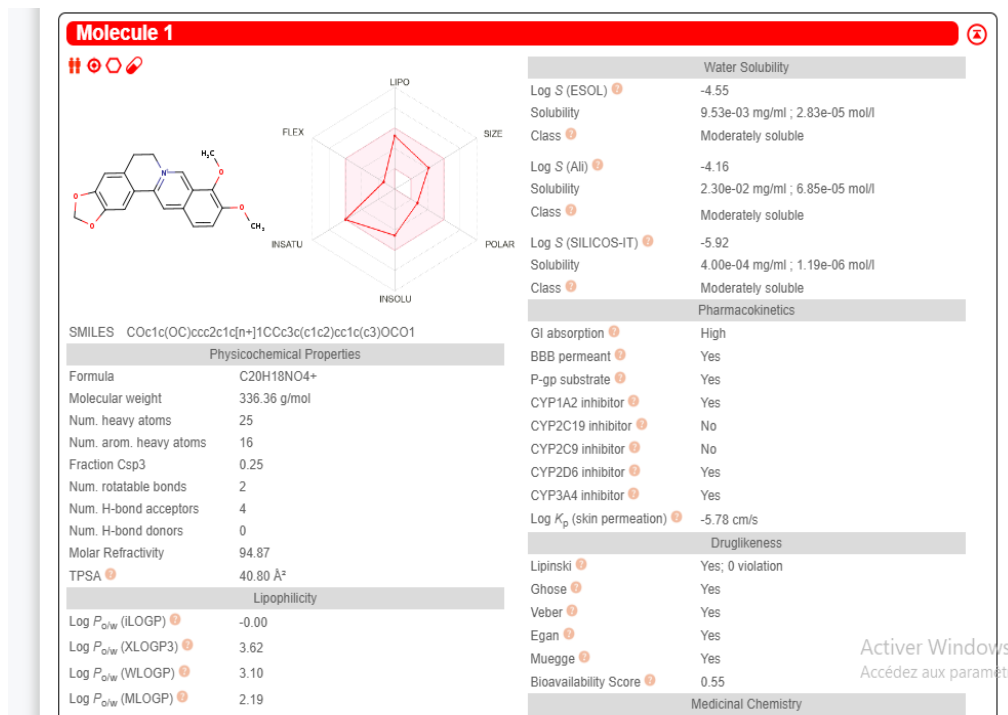 Molecule 1
LIPO
FLEX
SIZE
INSATU
POLAR
INSOLU
H₃C
O
N⁺
O
O
CH₃
O
SMILES COc1c(OC)ccc2c1c[n+]1CCc3c(c1c2)cc1c(c3)OCO1
Physicochemical Properties
Formula C20H18NO4+
Molecular weight 336.36 g/mol
Num. heavy atoms 25
Num. arom. heavy atoms 16
Fraction Csp3 0.25
Num. rotatable bonds 2
Num. H-bond acceptors 4
Num. H-bond donors 0
Molar Refractivity 94.87
TPSA ? 40.80 Å²
Lipophilicity
Log Po/w (iLOGP) ? -0.00
Log Po/w (XLOGP3) ? 3.62
Log Po/w (WLOGP) ? 3.10
Log Po/w (MLOGP) ? 2.19
Water Solubility
Log S (ESOL) ? -4.55
Solubility 9.53e-03 mg/ml ; 2.83e-05 mol/l
Class ? Moderately soluble
Log S (Ali) ? -4.16
Solubility 2.30e-02 mg/ml ; 6.85e-05 mol/l
Class ? Moderately soluble
Log S (SILICOS-IT) ? -5.92
Solubility 4.00e-04 mg/ml ; 1.19e-06 mol/l
Class ? Moderately soluble
Pharmacokinetics
GI absorption ? High
BBB permeant ? Yes
P-gp substrate ? Yes
CYP1A2 inhibitor ? Yes
CYP2C19 inhibitor ? No
CYP2C9 inhibitor ? No
CYP2D6 inhibitor ? Yes
CYP3A4 inhibitor ? Yes
Log Kp (skin permeation) ? -5.78 cm/s
Druglikeness
Lipinski ? Yes; 0 violation
Ghose ? Yes
Veber ? Yes
Egan ? Yes
Muegge ? Yes
Bioavailability Score ? 0.55
Medicinal Chemistry
Activer Windows
Accédez aux paramèt